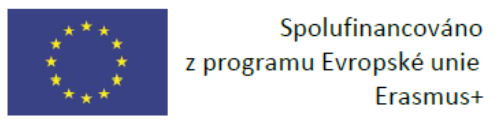 Spolufinancováno
z programu Evropské unie
Erasmus+